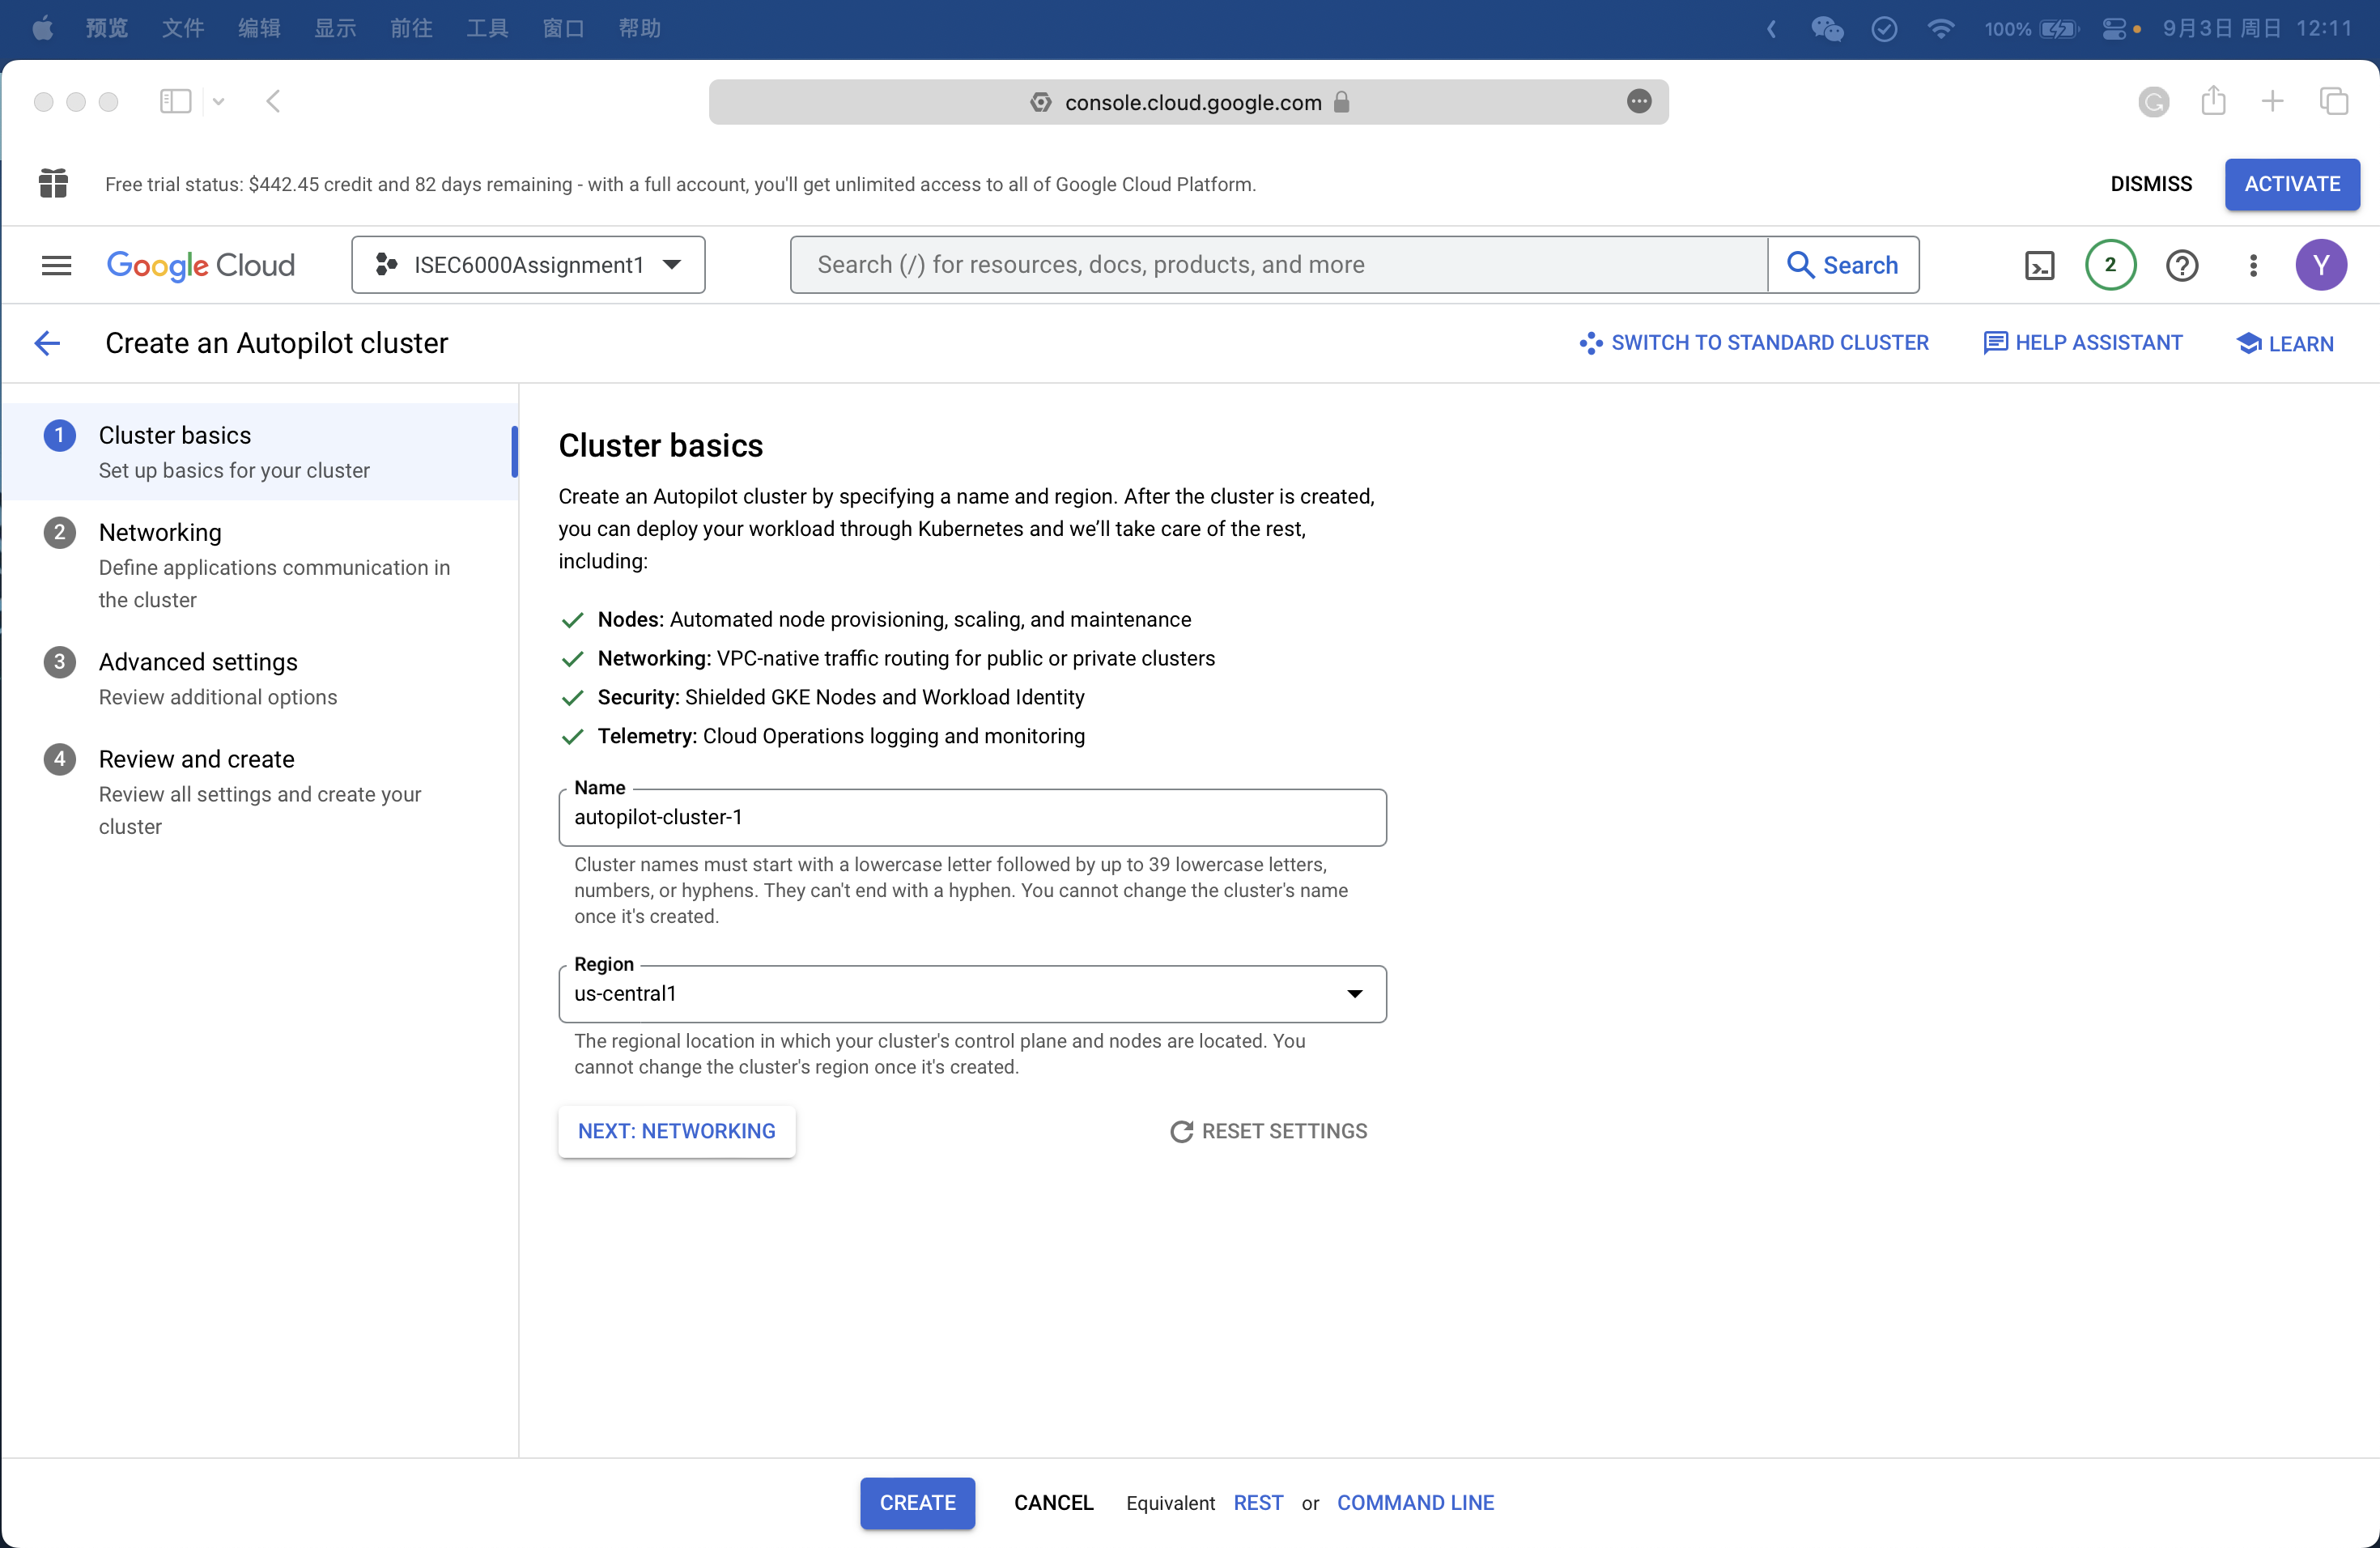 预览 文件 编辑 显示 前往 工具 窗口 帮助 100% 9月3日 周日 12:11
console.cloud.google.com
Free trial status: $442.45 credit and 82 days remaining - with a full account, you'll get unlimited access to all of Google Cloud Platform. DISMISS ACTIVATE
Google Cloud ISEC6000Assignment1 Search (/) for resources, docs, products, and more Search 2 Y
Create an Autopilot cluster SWITCH TO STANDARD CLUSTER HELP ASSISTANT LEARN
1 Cluster basics
Set up basics for your cluster
2 Networking
Define applications communication in
the cluster
3 Advanced settings
Review additional options
4 Review and create
Review all settings and create your
cluster
Cluster basics
Create an Autopilot cluster by specifying a name and region. After the cluster is created,
you can deploy your workload through Kubernetes and we’ll take care of the rest,
including:
Nodes: Automated node provisioning, scaling, and maintenance
Networking: VPC-native traffic routing for public or private clusters
Security: Shielded GKE Nodes and Workload Identity
Telemetry: Cloud Operations logging and monitoring
Name
autopilot-cluster-1
Cluster names must start with a lowercase letter followed by up to 39 lowercase letters,
numbers, or hyphens. They can't end with a hyphen. You cannot change the cluster's name
once it's created.
Region
us-central1
The regional location in which your cluster's control plane and nodes are located. You
cannot change the cluster's region once it's created.
NEXT: NETWORKING RESET SETTINGS
CREATE CANCEL Equivalent REST or COMMAND LINE